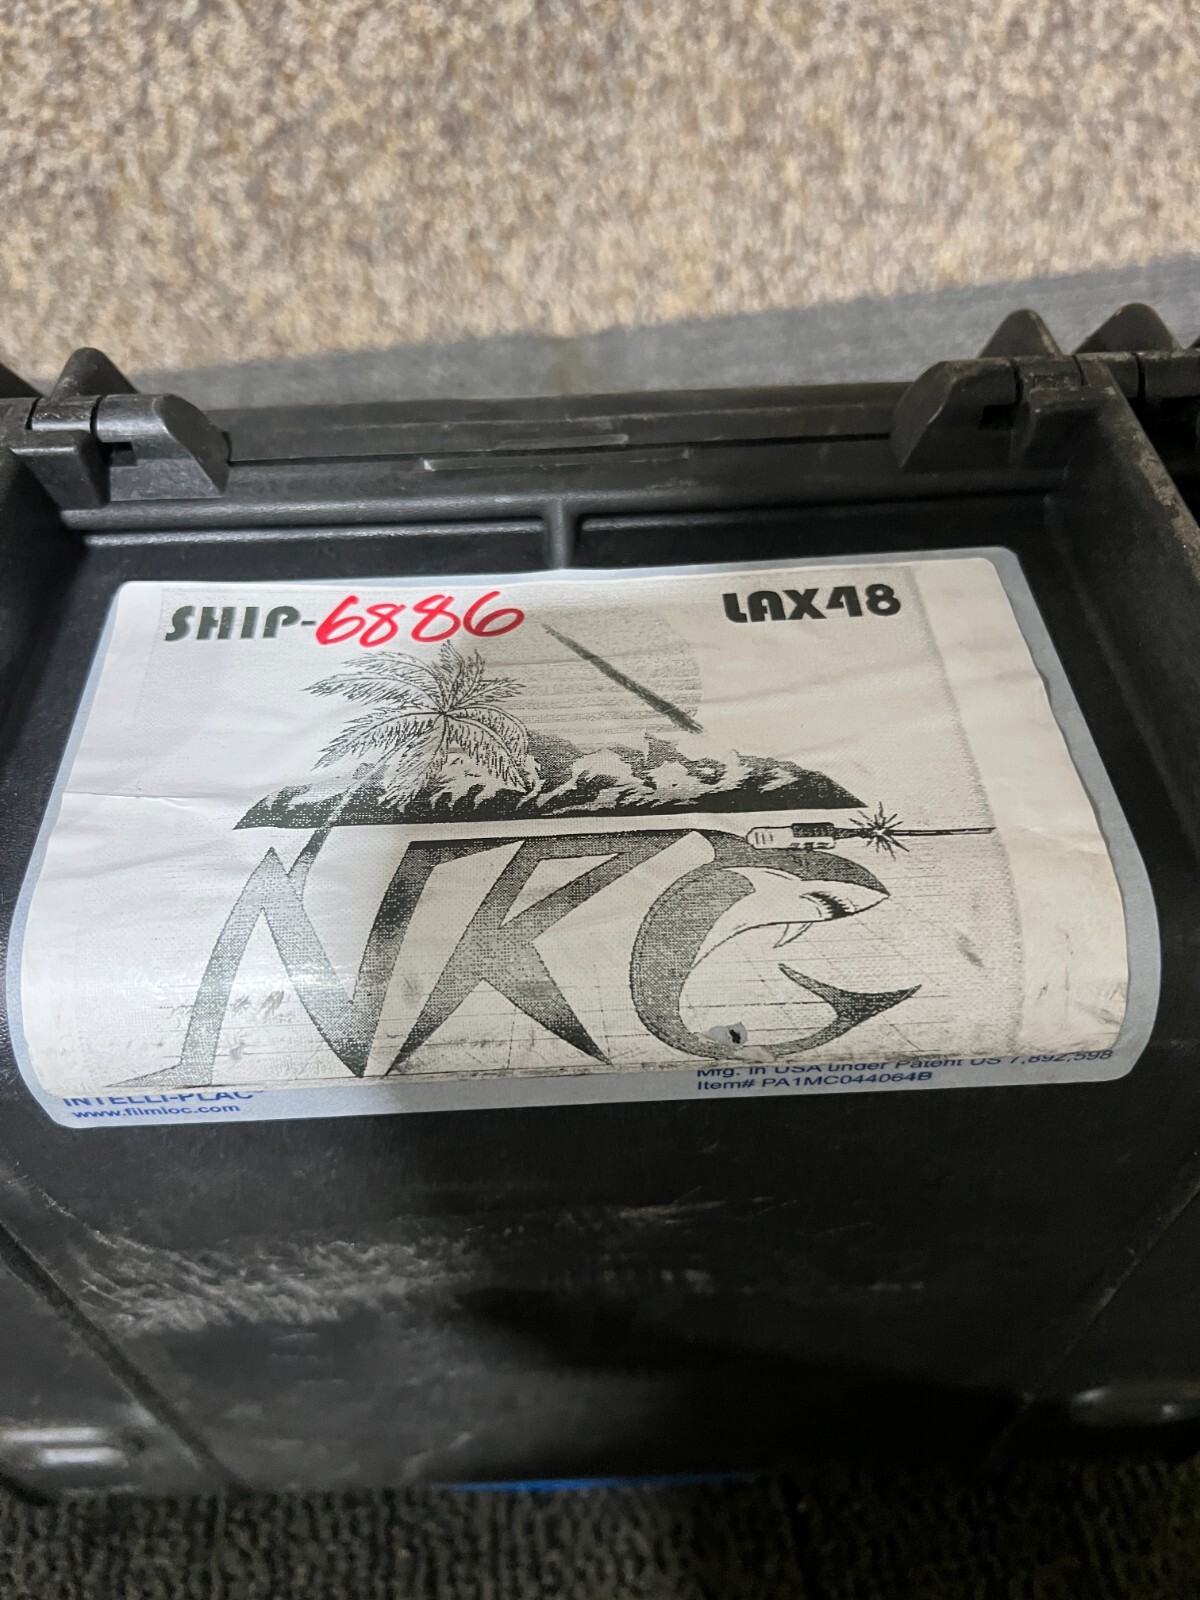 SHIP-6886
LAX48
NKC
INTELLI-PLAC
www.filmloc.com
Mfg. in USA under Patent US 7,892,598
Item# PA1MC044064B